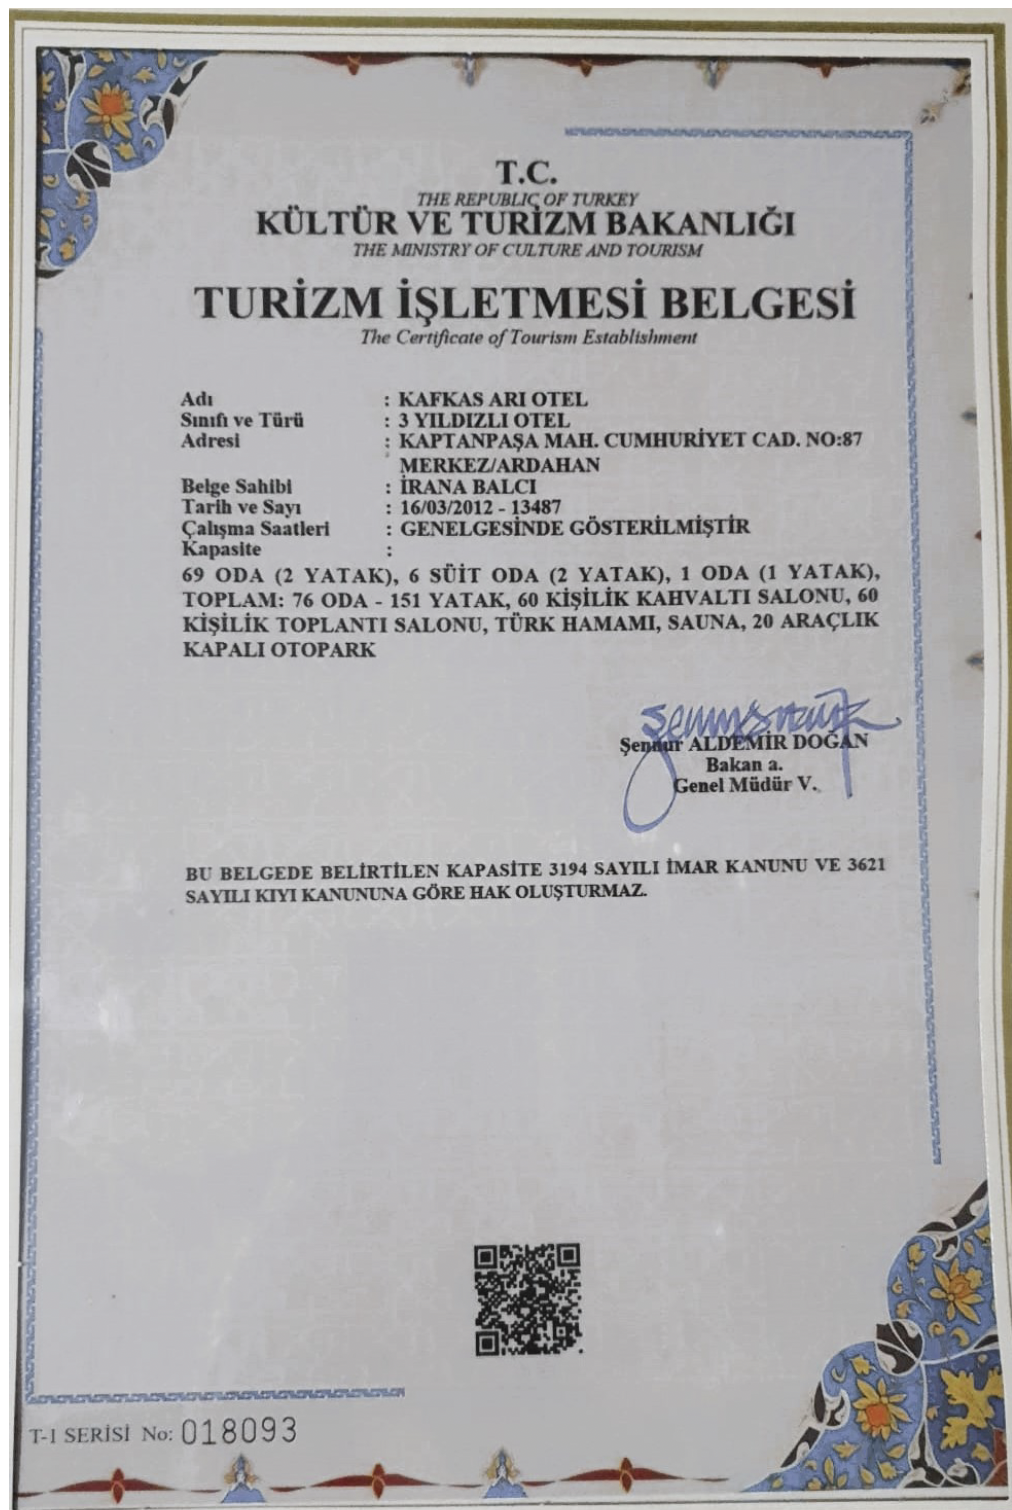 T.C.
THE REPUBLIC OF TURKEY
KÜLTÜR VE TURİZM BAKANLIĞI
THE MINISTRY OF CULTURE AND TOURISM
TURİZM İŞLETMESİ BELGESİ
The Certificate of Tourism Establishment
Adı : KAFKAS ARI OTEL
Sınıfı ve Türü : 3 YILDIZLI OTEL
Adresi : KAPTANPAŞA MAH. CUMHURİYET CAD. NO:87
MERKEZ/ARDAHAN
Belge Sahibi : İRANA BALCI
Tarih ve Sayı : 16/03/2012 - 13487
Çalışma Saatleri : GENELGESİNDE GÖSTERİLMİŞTİR
Kapasite :
69 ODA (2 YATAK), 6 SÜİT ODA (2 YATAK), 1 ODA (1 YATAK),
TOPLAM: 76 ODA - 151 YATAK, 60 KİŞİLİK KAHVALTI SALONU, 60
KİŞİLİK TOPLANTI SALONU, TÜRK HAMAMI, SAUNA, 20 ARAÇLIK
KAPALI OTOPARK
Şennur ALDEMİR DOĞAN
Bakan a.
Genel Müdür V.
BU BELGEDE BELİRTİLEN KAPASİTE 3194 SAYILI İMAR KANUNU VE 3621
SAYILI KIYI KANUNUNA GÖRE HAK OLUŞTURMAZ.
T-1 SERİSİ No: 018093